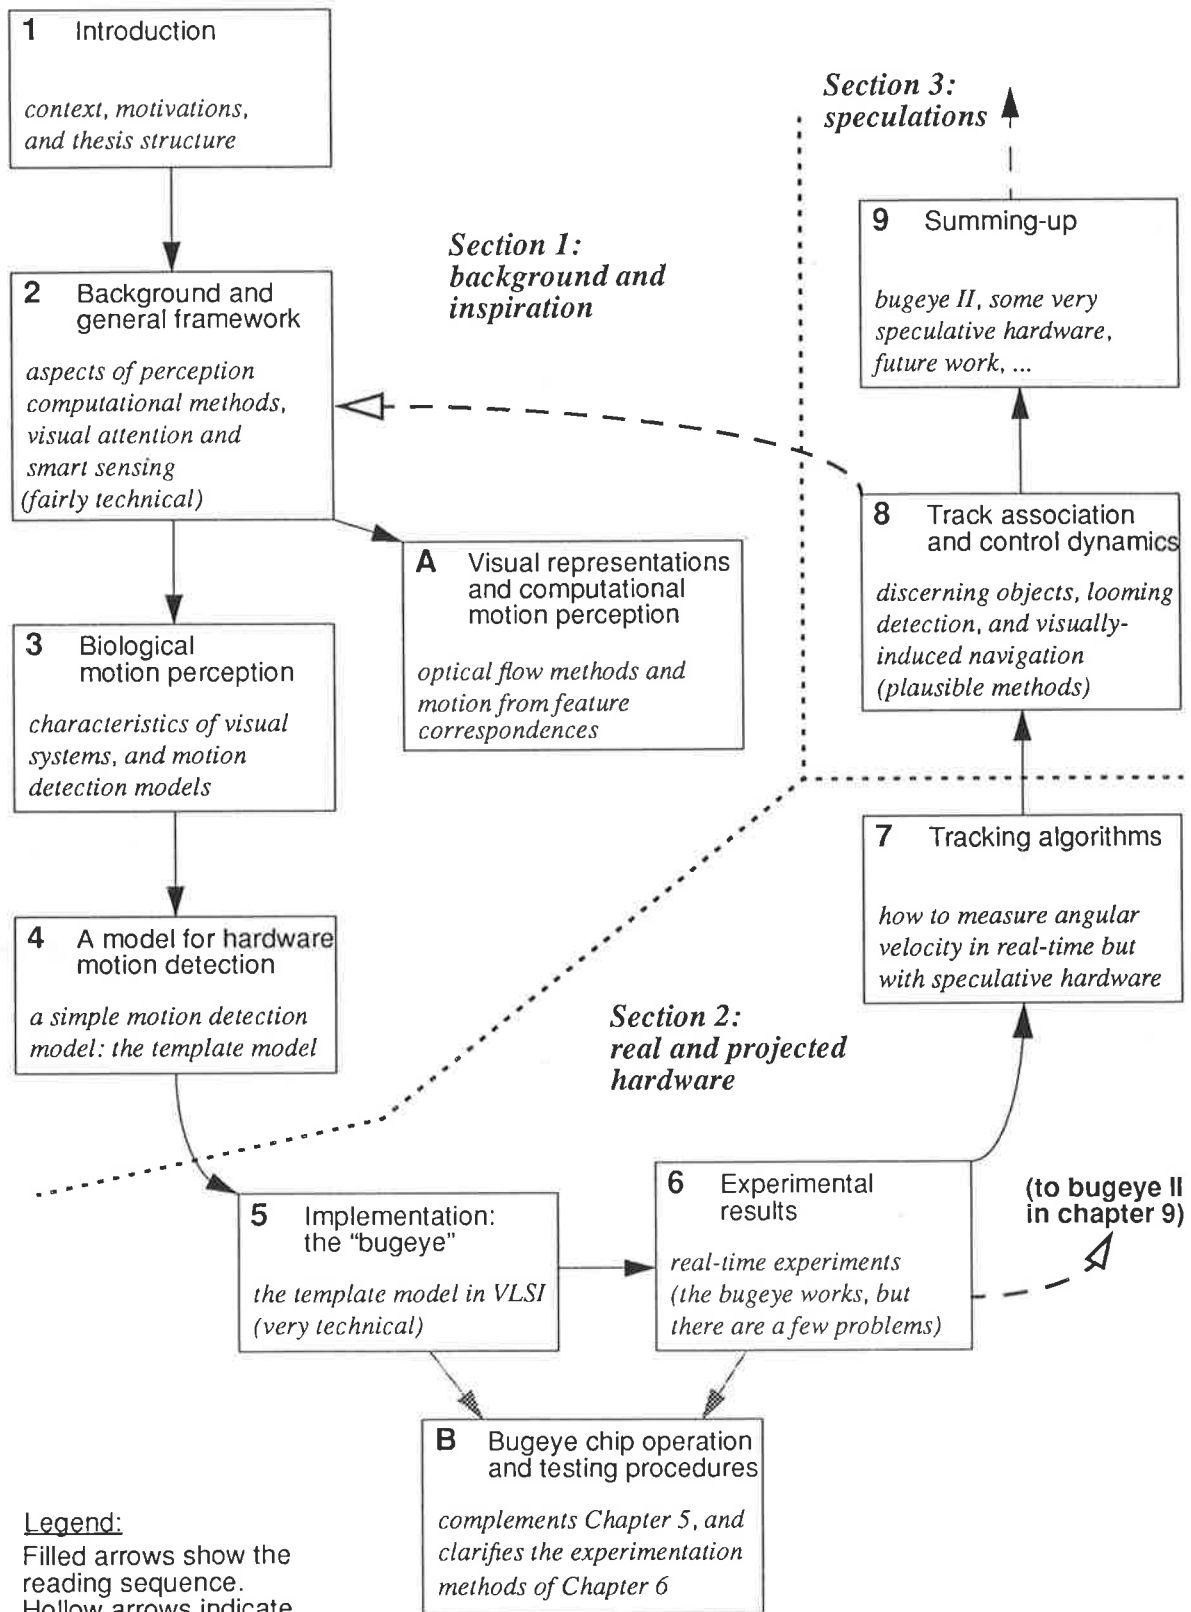 1 Introduction
context, motivations,
and thesis structure
2 Background and
general framework
aspects of perception
computational methods,
visual attention and
smart sensing
(fairly technical)
3 Biological
motion perception
characteristics of visual
systems, and motion
detection models
4 A model for hardware
motion detection
a simple motion detection
model: the template model
Section 1:
background and
inspiration
A Visual representations
and computational
motion perception
optical flow methods and
motion from feature
correspondences
Section 3:
speculations
9 Summing-up
bugeye II, some very
speculative hardware,
future work, ...
8 Track association
and control dynamics
discerning objects, looming
detection, and visually-
induced navigation
(plausible methods)
7 Tracking algorithms
how to measure angular
velocity in real-time but
with speculative hardware
Section 2:
real and projected
hardware
5 Implementation:
the “bugeye”
the template model in VLSI
(very technical)
6 Experimental
results
real-time experiments
(the bugeye works, but
there are a few problems)
(to bugeye II
in chapter 9)
B Bugeye chip operation
and testing procedures
complements Chapter 5, and
clarifies the experimentation
methods of Chapter 6
Legend:
Filled arrows show the
reading sequence.
Hollow arrows indicate